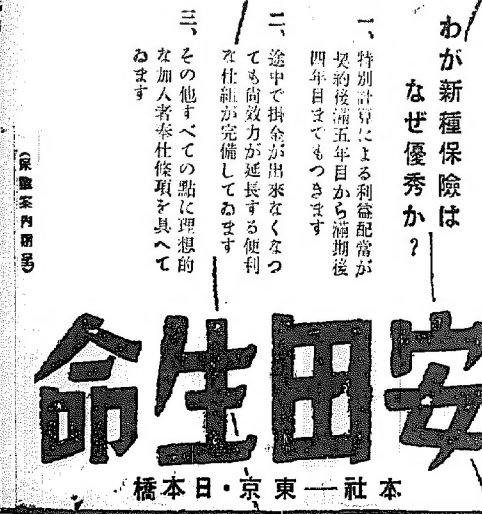 わが新種保險は
なぜ優秀か？
一、特別計算による利益配當が
契約後滿五年目から滿期後
四年目までもつきます
二、途中で掛金が出來なくなつ
ても尚效力が延長する便利
な仕組が完備してゐます
三、その他すべての點に理想的
な加入者奉仕條項を具へて
ゐます
（保險案内研呈）
安田生命
本社―東京・日本橋